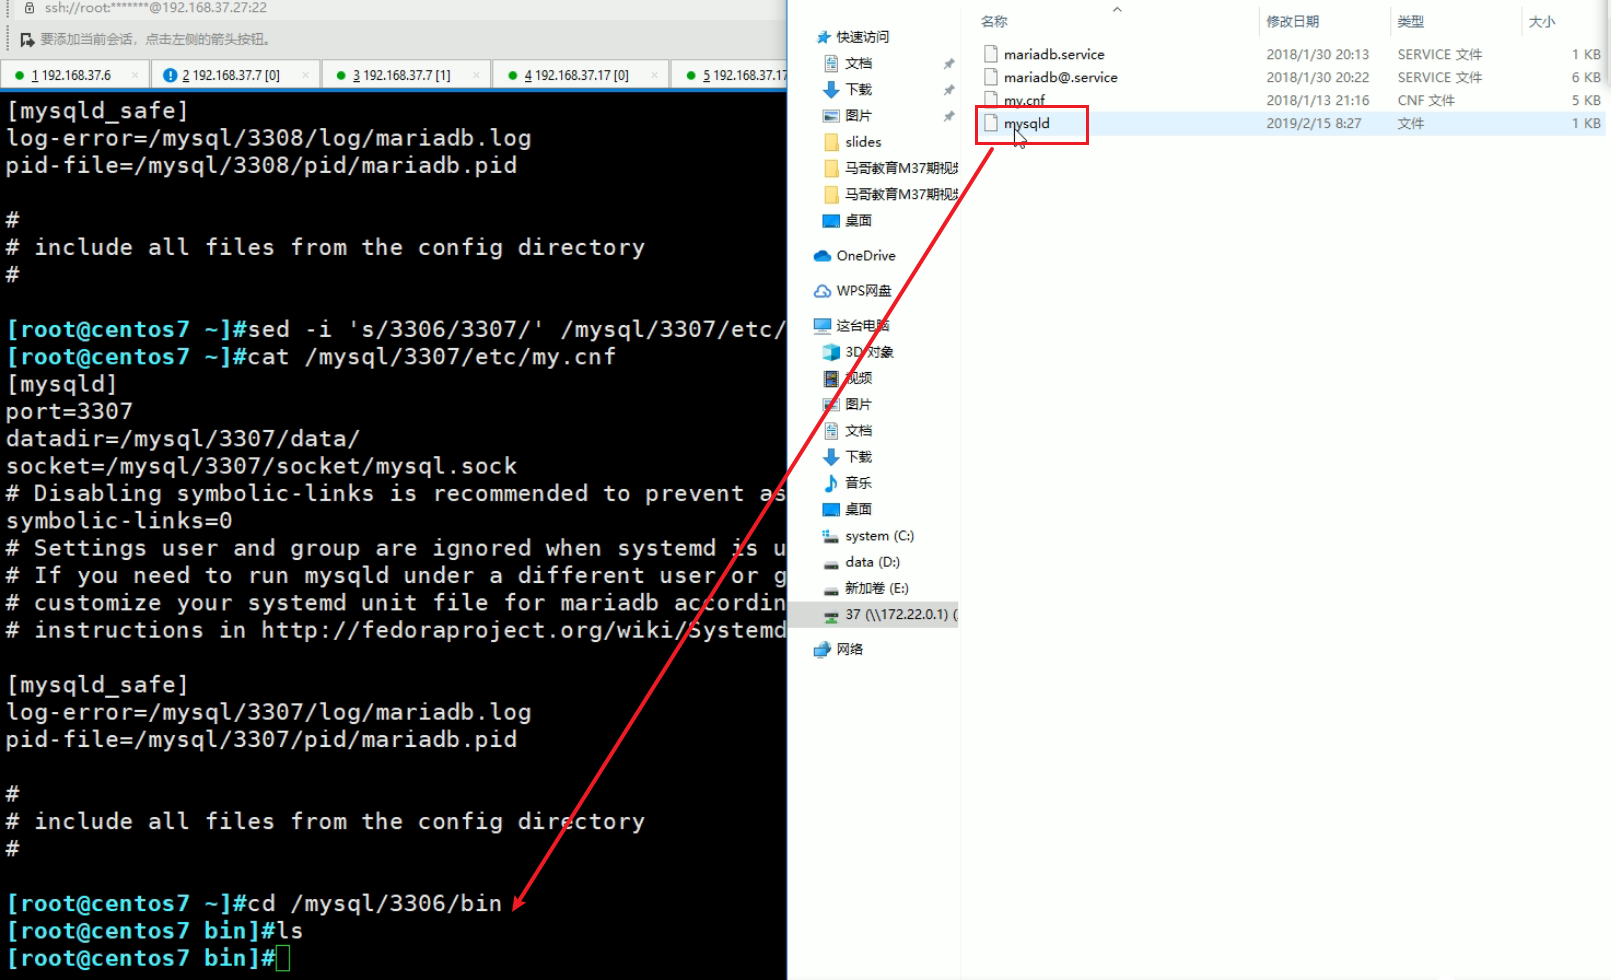 ssh://root:*******@192.168.37.27:22
要添加当前会话，点击左侧的箭头按钮。
1 192.168.37.6
2 192.168.37.7 [0]
3 192.168.37.7 [1]
4 192.168.37.17 [0]
5 192.168.37.17
[mysqld_safe]
log-error=/mysql/3308/log/mariadb.log
pid-file=/mysql/3308/pid/mariadb.pid
#
# include all files from the config directory
#
[root@centos7 ~]#sed -i 's/3306/3307/' /mysql/3307/etc/
[root@centos7 ~]#cat /mysql/3307/etc/my.cnf
[mysqld]
port=3307
datadir=/mysql/3307/data/
socket=/mysql/3307/socket/mysql.sock
# Disabling symbolic-links is recommended to prevent as
symbolic-links=0
# Settings user and group are ignored when systemd is u
# If you need to run mysqld under a different user or g
# customize your systemd unit file for mariadb accordin
# instructions in http://fedoraproject.org/wiki/Systemd
[mysqld_safe]
log-error=/mysql/3307/log/mariadb.log
pid-file=/mysql/3307/pid/mariadb.pid
#
# include all files from the config directory
#
[root@centos7 ~]#cd /mysql/3306/bin
[root@centos7 bin]#ls
[root@centos7 bin]#
快速访问
文档
下载
图片
slides
马哥教育M37期视频
马哥教育M37期视频
桌面
OneDrive
WPS网盘
这台电脑
3D 对象
视频
图片
文档
下载
音乐
桌面
system (C:)
data (D:)
新加卷 (E:)
37 (\\172.22.0.1) (
网络
名称 修改日期 类型 大小
mariadb.service 2018/1/30 20:13 SERVICE 文件 1 KB
mariadb@.service 2018/1/30 20:22 SERVICE 文件 6 KB
my.cnf 2018/1/13 21:16 CNF 文件 5 KB
mysqld 2019/2/15 8:27 文件 1 KB